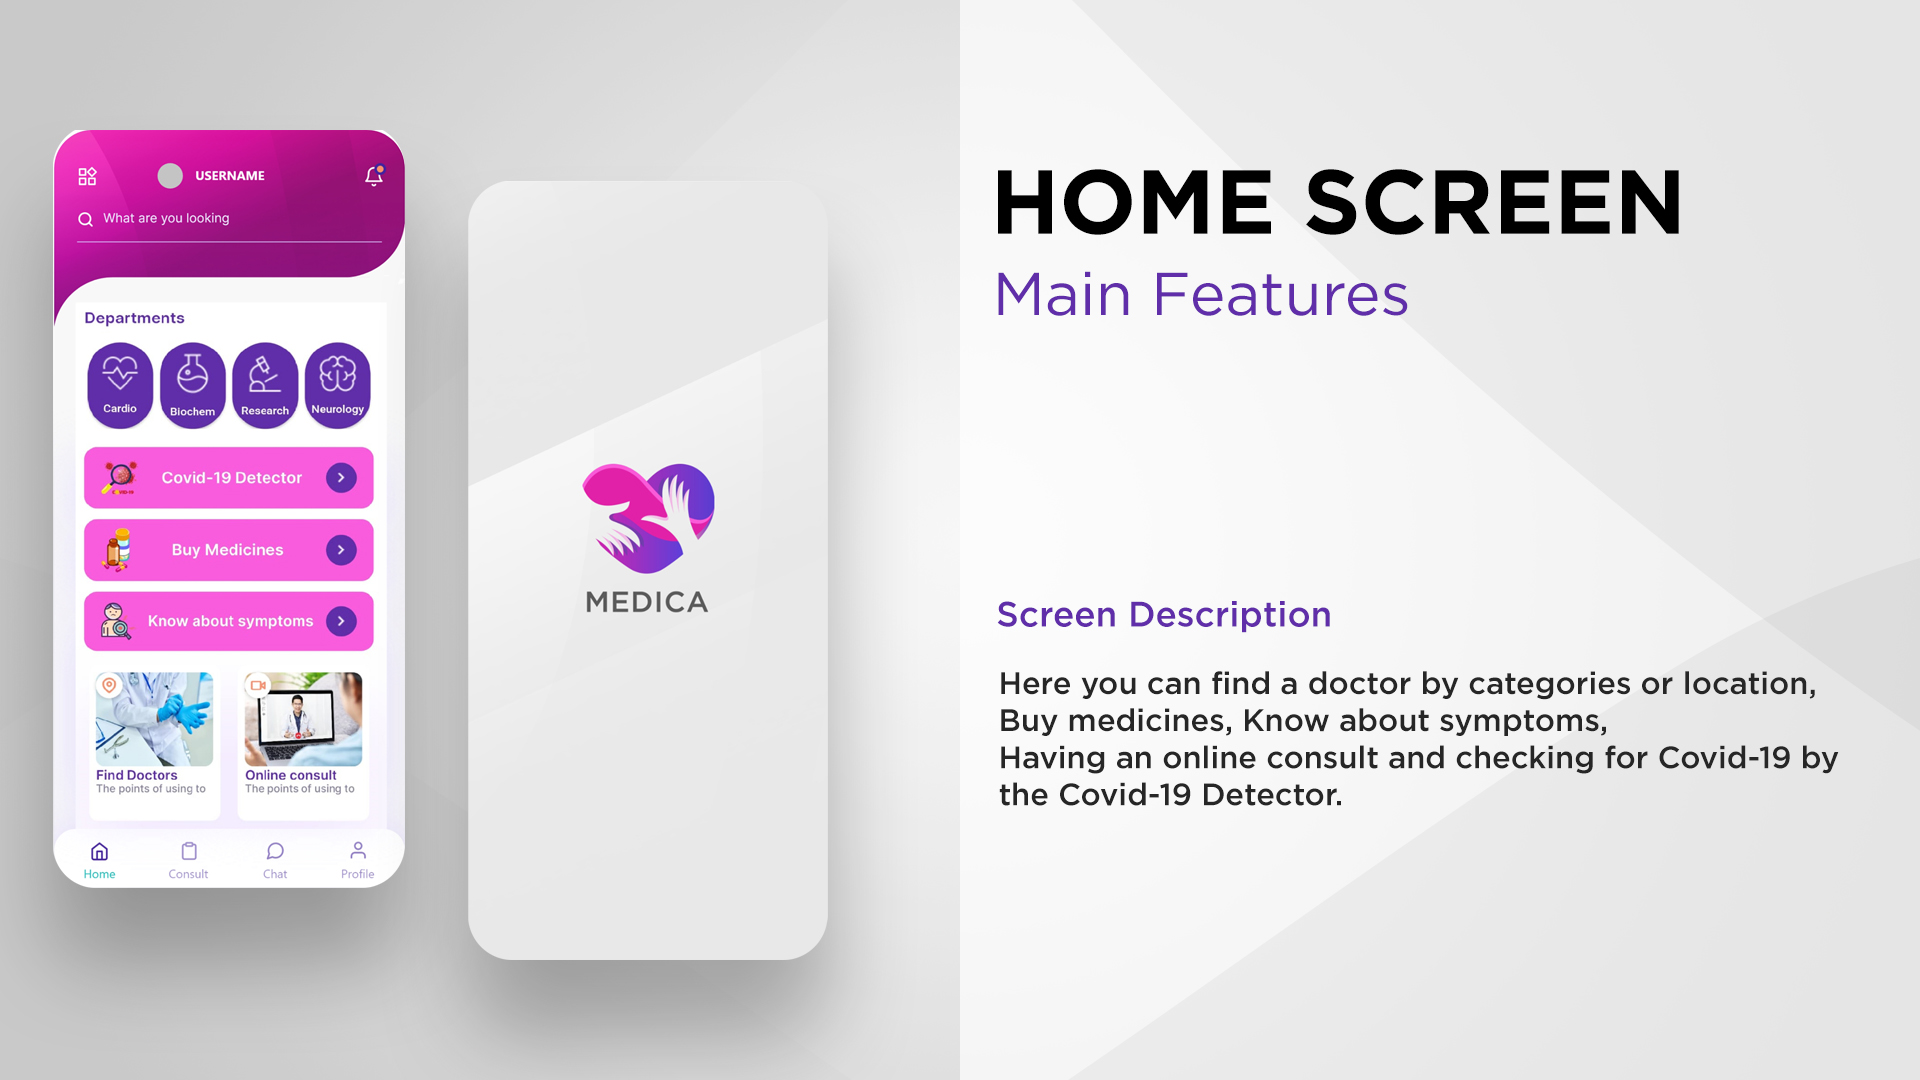 USERNAME
What are you looking
Departments
Cardio
Biochem
Research
Neurology
COVID-19
Covid-19 Detector
Buy Medicines
Know about symptoms
Find Doctors
The points of using to
Online consult
The points of using to
Home
Consult
Chat
Profile
MEDICA
HOME SCREEN
Main Features
Screen Description
Here you can find a doctor by categories or location,
Buy medicines, Know about symptoms,
Having an online consult and checking for Covid-19 by
the Covid-19 Detector.